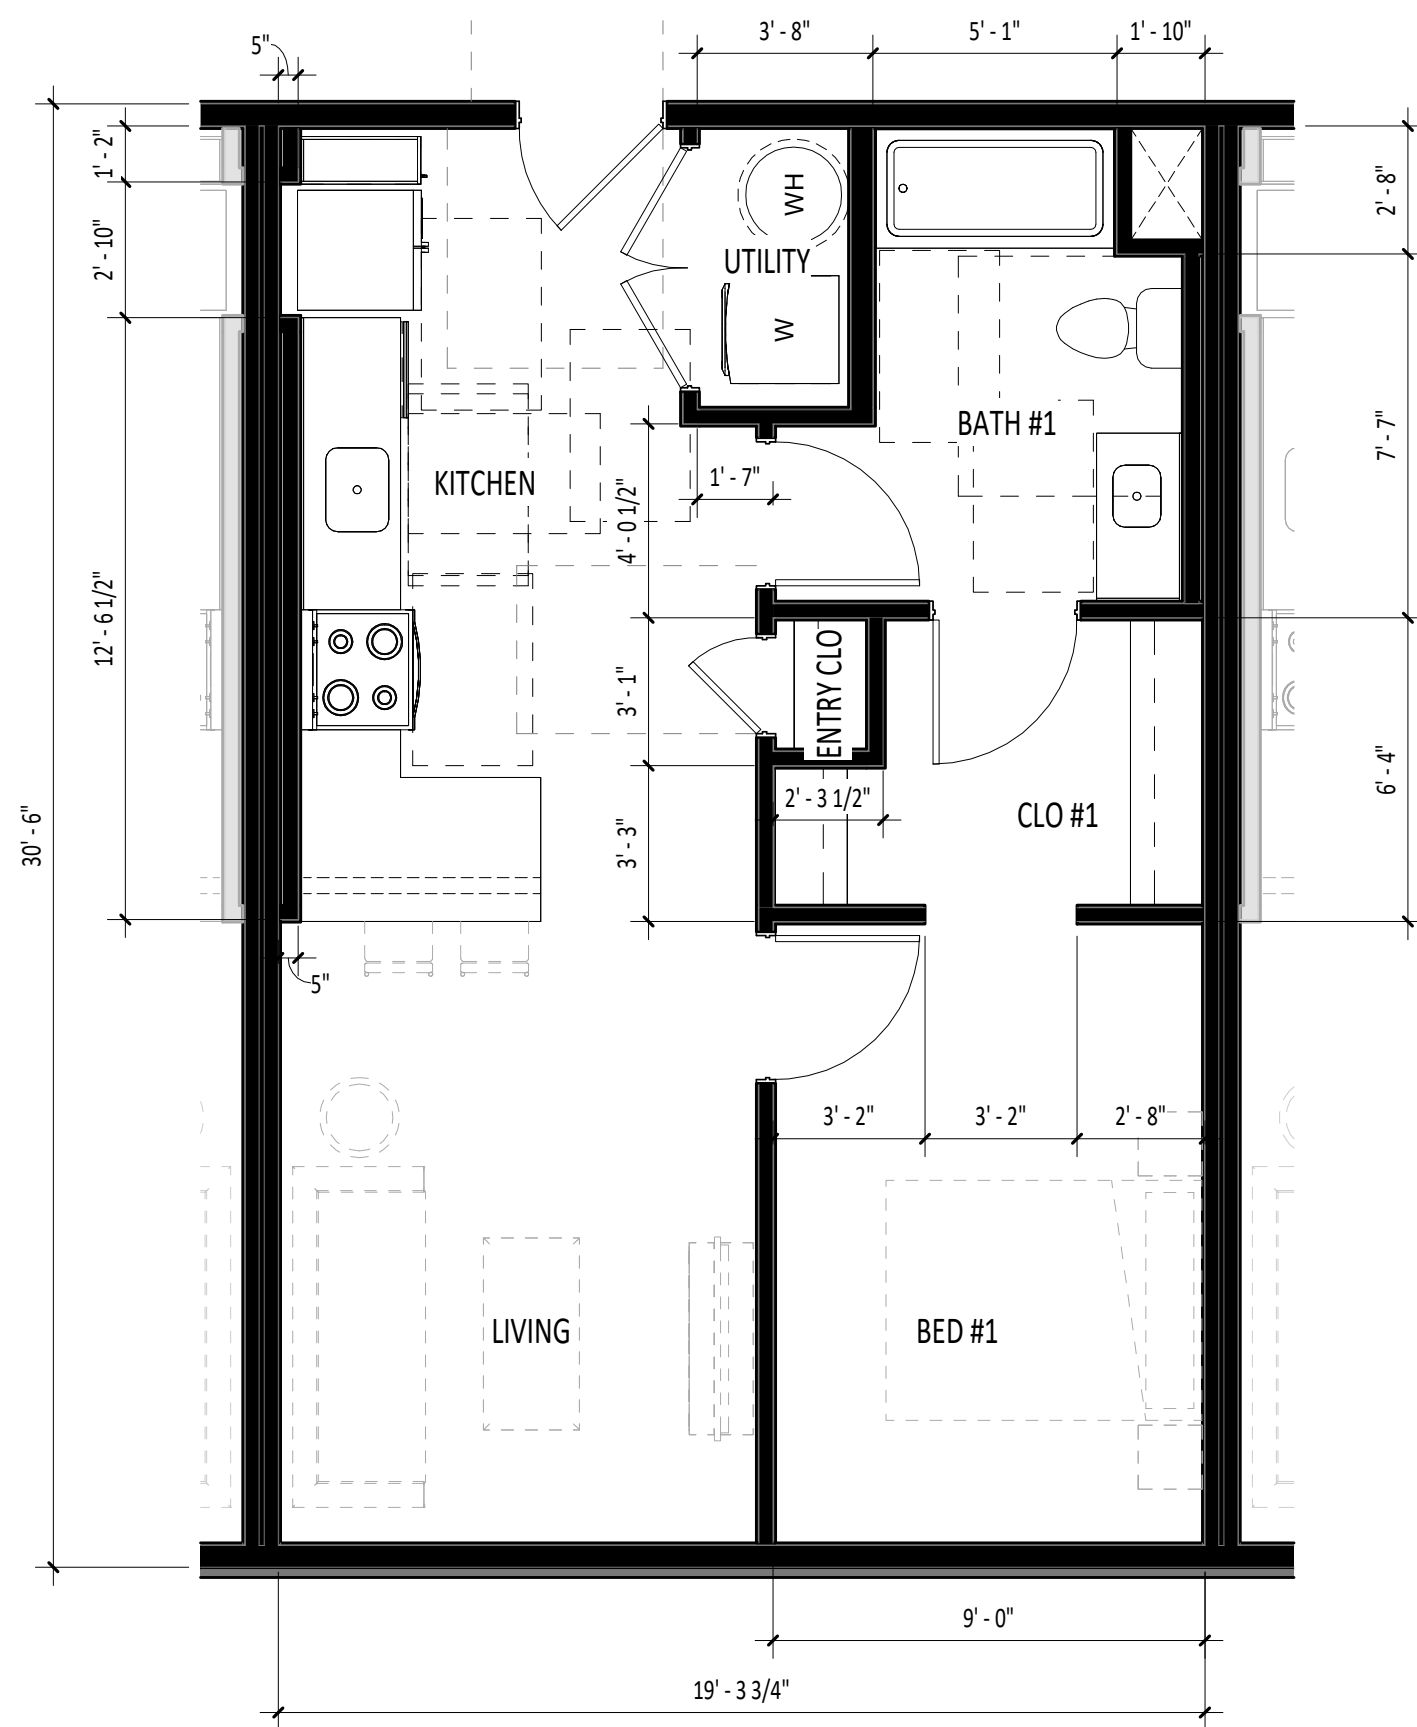 3' - 8"
5' - 1"
1' - 10"
5"
1' - 2"
2' - 8"
WH
2' - 10"
UTILITY
W
BATH #1
7' - 7"
KITCHEN
1' - 7"
4' - 0 1/2"
12' - 6 1/2"
ENTRY CLO
3' - 1"
2' - 3 1/2"
CLO #1
6' - 4"
30' - 6"
3' - 3"
5"
3' - 2"
3' - 2"
2' - 8"
LIVING
BED #1
9' - 0"
19' - 3 3/4"